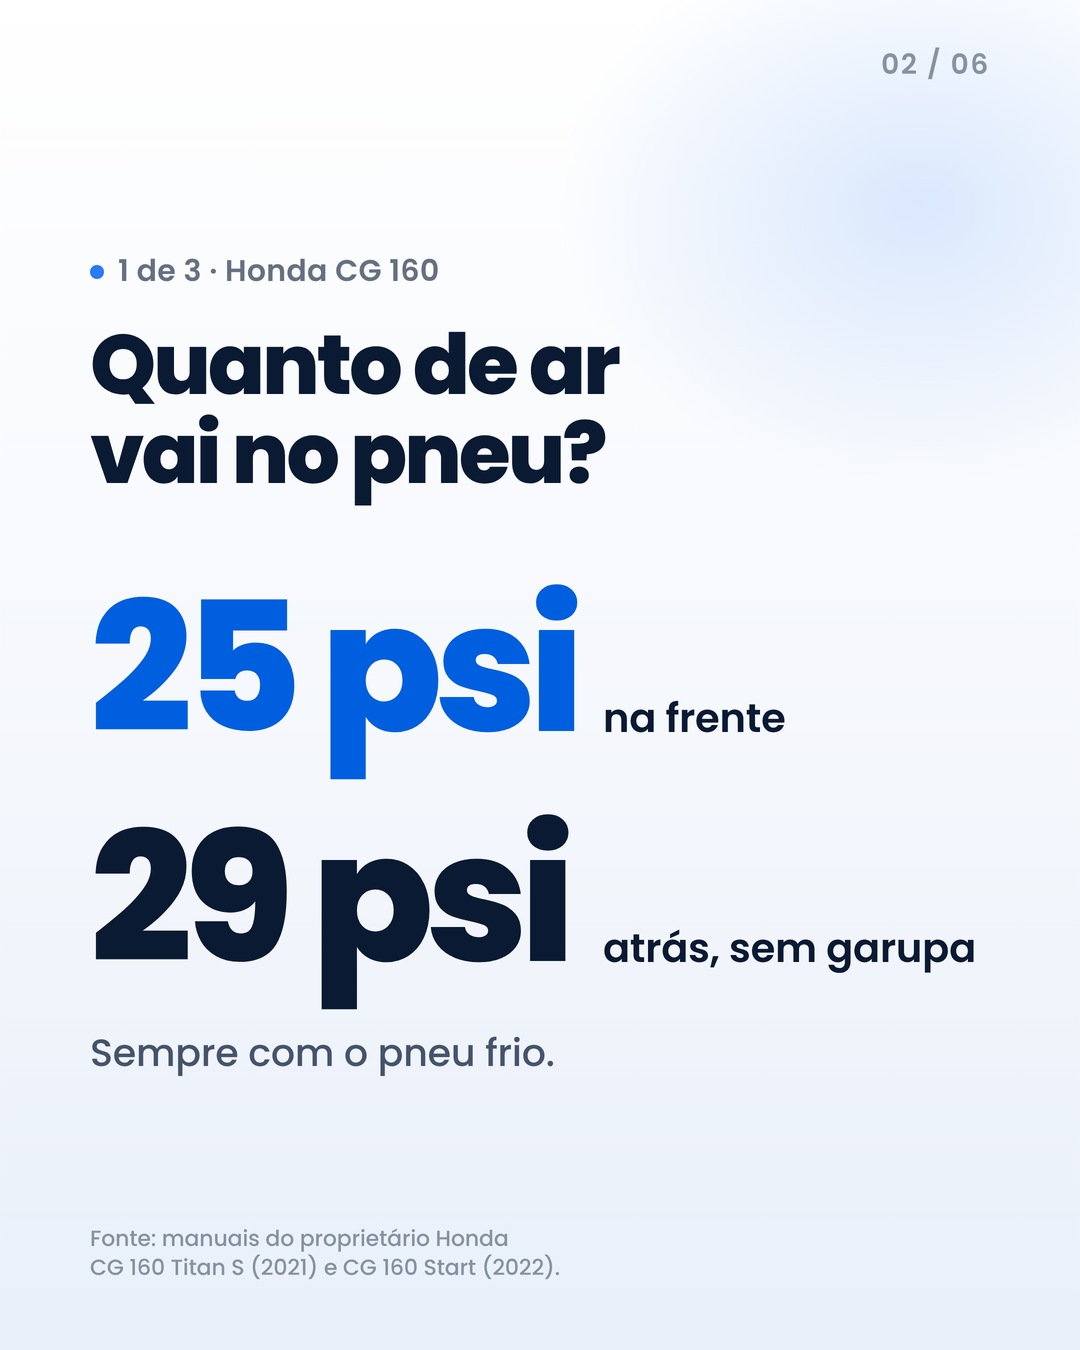 02 / 06
1 de 3 · Honda CG 160
Quanto de ar
vai no pneu?
25 psi na frente
29 psi atrás, sem garupa
Sempre com o pneu frio.
Fonte: manuais do proprietário Honda
CG 160 Titan S (2021) e CG 160 Start (2022).